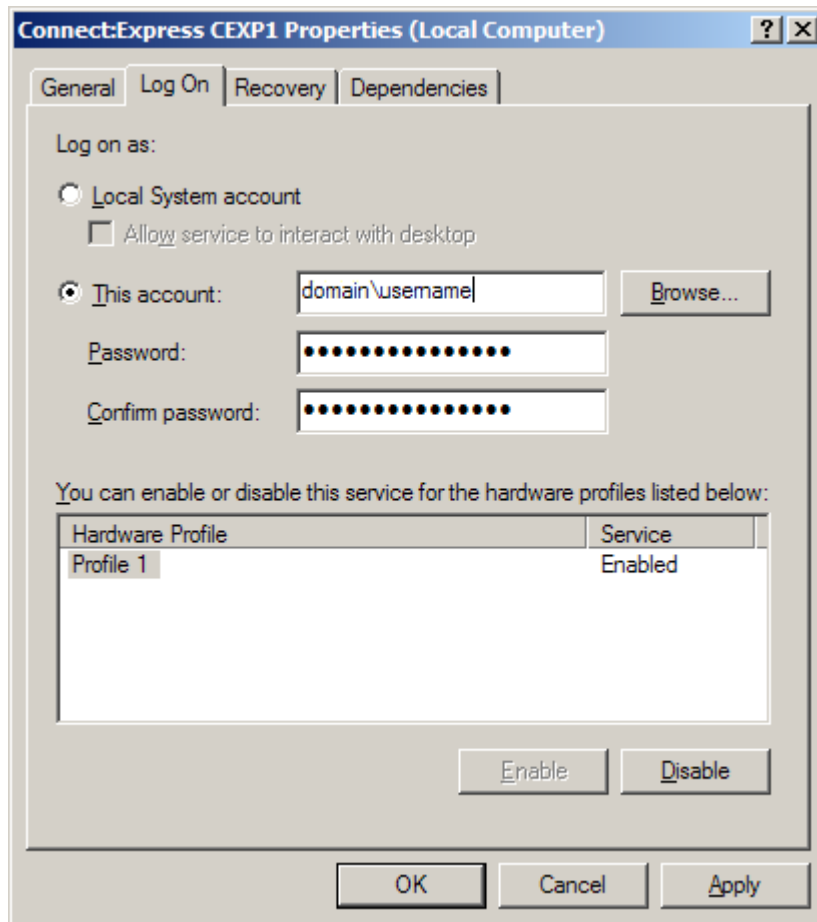 Connect:Express CEXP1 Properties (Local Computer)
General Log On Recovery Dependencies
Log on as:
Local System account
Allow service to interact with desktop
This account: domain\username Browse...
Password: •••••••••••••••
Confirm password: •••••••••••••••
You can enable or disable this service for the hardware profiles listed below:
Hardware Profile Service
Profile 1 Enabled
Enable Disable
OK Cancel Apply